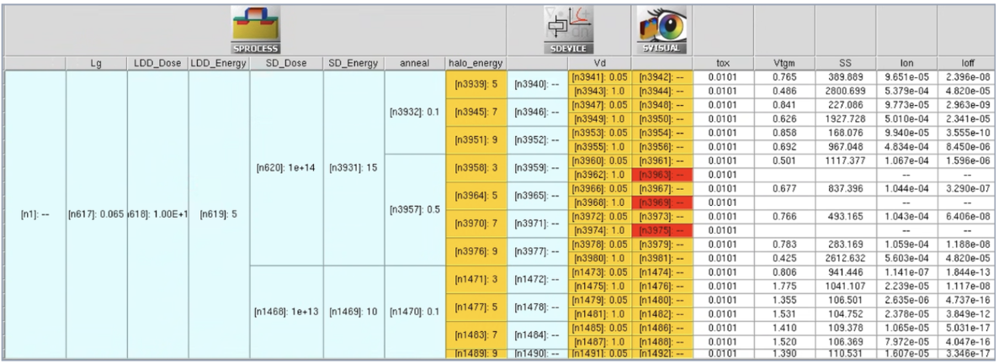 SPROCESS SDEVICE SVISUAL
Lg LDD_Dose LDD_Energy SD_Dose SD_Energy anneal halo_energy Vd tox Vtgm SS Ion Ioff
[n3939]: 5 [n3940]: -- [n3941]: 0.05 [n3942]: -- 0.0101 0.765 389.889 9.651e-05 2.396e-08
[n3943]: 1.0 [n3944]: -- 0.0101 0.486 2800.699 5.379e-04 4.820e-05
[n3932]: 0.1 [n3945]: 7 [n3946]: -- [n3947]: 0.05 [n3948]: -- 0.0101 0.841 227.086 9.773e-05 2.963e-09
[n3949]: 1.0 [n3950]: -- 0.0101 0.626 1927.728 5.010e-04 2.341e-05
[n3951]: 9 [n3952]: -- [n3953]: 0.05 [n3954]: -- 0.0101 0.858 168.076 9.940e-05 3.555e-10
[n3955]: 1.0 [n3956]: -- 0.0101 0.692 967.048 4.834e-04 8.450e-06
[n620]: 1e+14 [n3931]: 15 [n3958]: 3 [n3959]: -- [n3960]: 0.05 [n3961]: -- 0.0101 0.501 1117.377 1.067e-04 1.596e-06
[n3962]: 1.0 [n3963]: -- 0.0101 -- --
[n3964]: 5 [n3965]: -- [n3966]: 0.05 [n3967]: -- 0.0101 0.677 837.396 1.044e-04 3.290e-07
[n3968]: 1.0 [n3969]: -- 0.0101 -- --
[n1]: -- [n617]: 0.065 618]: 1.00E+1 [n619]: 5 [n3957]: 0.5 [n3970]: 7 [n3971]: -- [n3972]: 0.05 [n3973]: -- 0.0101 0.766 493.165 1.043e-04 6.406e-08
[n3974]: 1.0 [n3975]: -- 0.0101 -- --
[n3976]: 9 [n3977]: -- [n3978]: 0.05 [n3979]: -- 0.0101 0.783 283.169 1.059e-04 1.188e-08
[n3980]: 1.0 [n3981]: -- 0.0101 0.425 2612.632 5.603e-04 4.820e-05
[n1471]: 3 [n1472]: -- [n1473]: 0.05 [n1474]: -- 0.0101 0.806 941.446 1.141e-07 1.844e-13
[n1475]: 1.0 [n1476]: -- 0.0101 1.775 1041.107 2.239e-05 1.117e-08
[n1468]: 1e+13 [n1469]: 10 [n1470]: 0.1 [n1477]: 5 [n1478]: -- [n1479]: 0.05 [n1480]: -- 0.0101 1.355 106.501 2.635e-06 4.737e-16
[n1481]: 1.0 [n1482]: -- 0.0101 1.531 104.752 2.378e-05 3.849e-12
[n1483]: 7 [n1484]: -- [n1485]: 0.05 [n1486]: -- 0.0101 1.410 109.378 1.065e-05 5.031e-17
[n1487]: 1.0 [n1488]: -- 0.0101 1.520 106.369 7.972e-05 4.047e-16
[n1489]: 9 [n1490]: -- [n1491]: 0.05 [n1492]: -- 0.0101 1.390 110.531 1.607e-05 3.346e-17